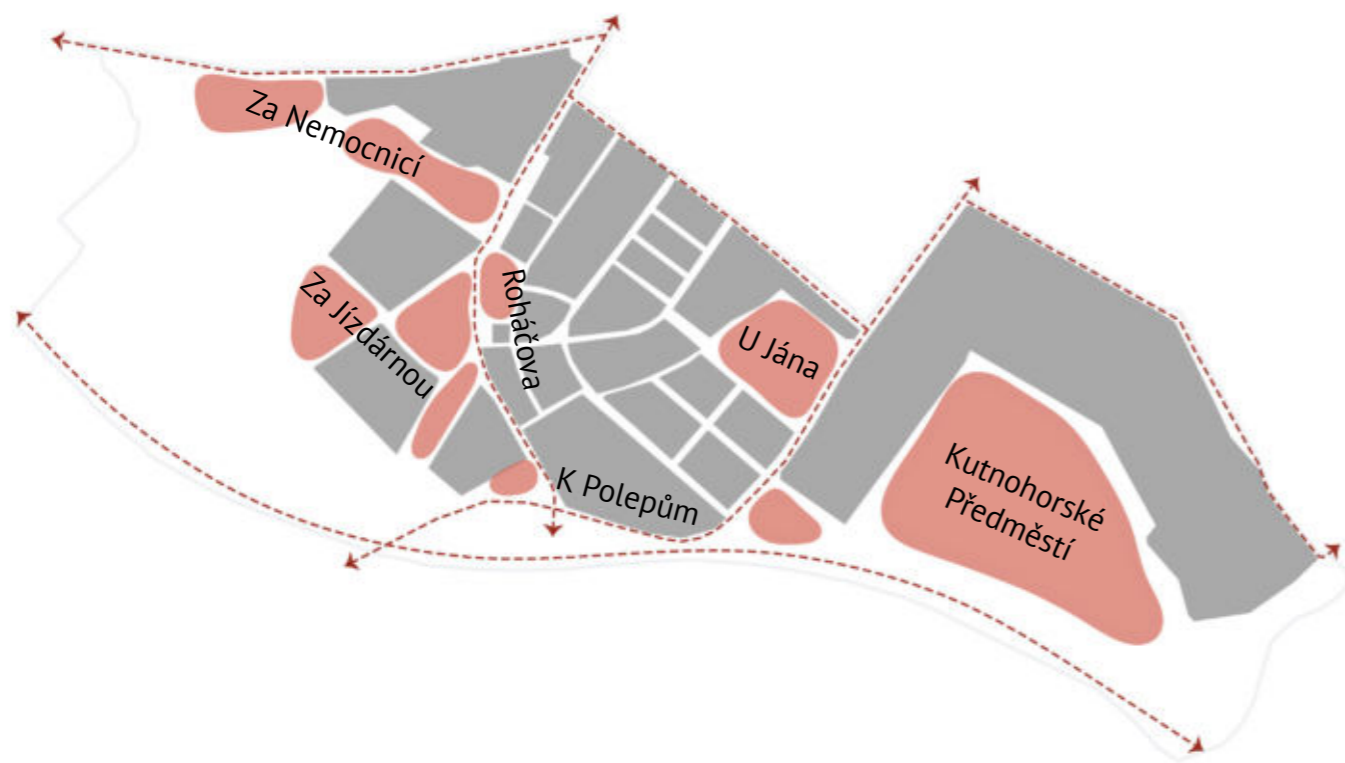 Za Nemocnicí
Za Jízdárnou
Roháčova
U Jána
K Polepům
Kutnohorské
Předměstí